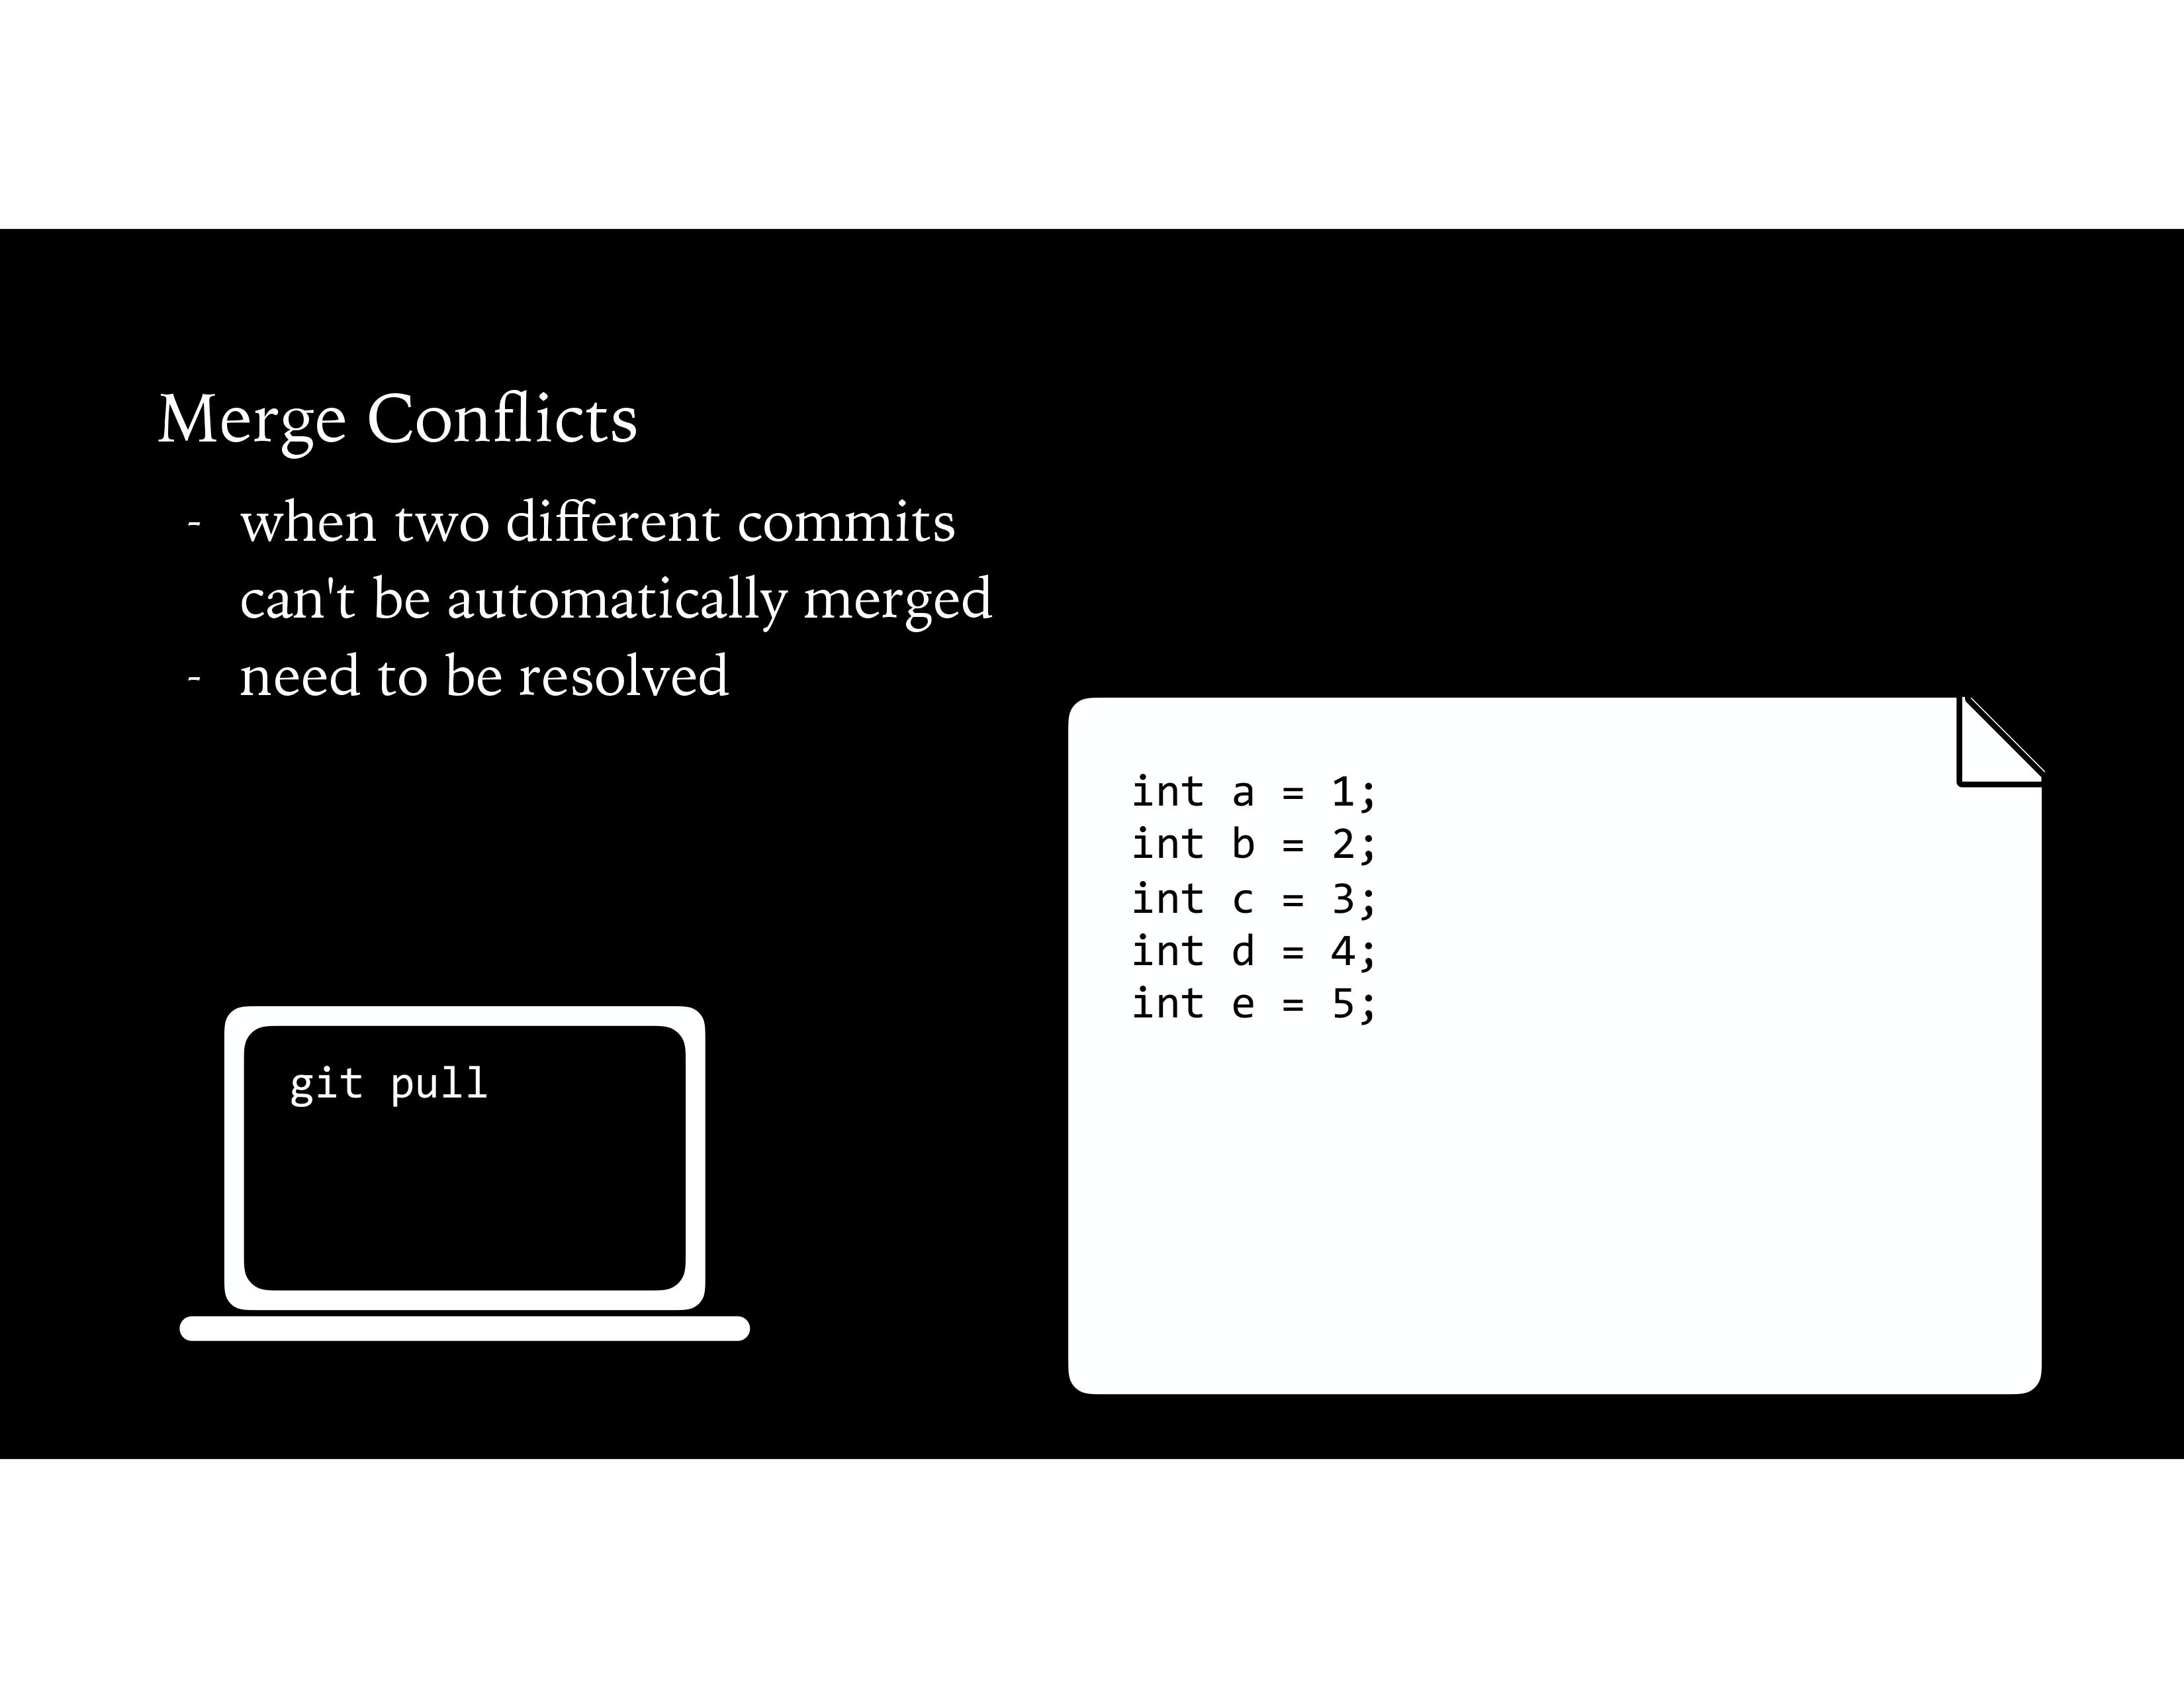 Merge Conflicts
- when two different commits
can't be automatically merged
- need to be resolved
int a = 1;
int b = 2;
int c = 3;
int d = 4;
int e = 5;
git pull